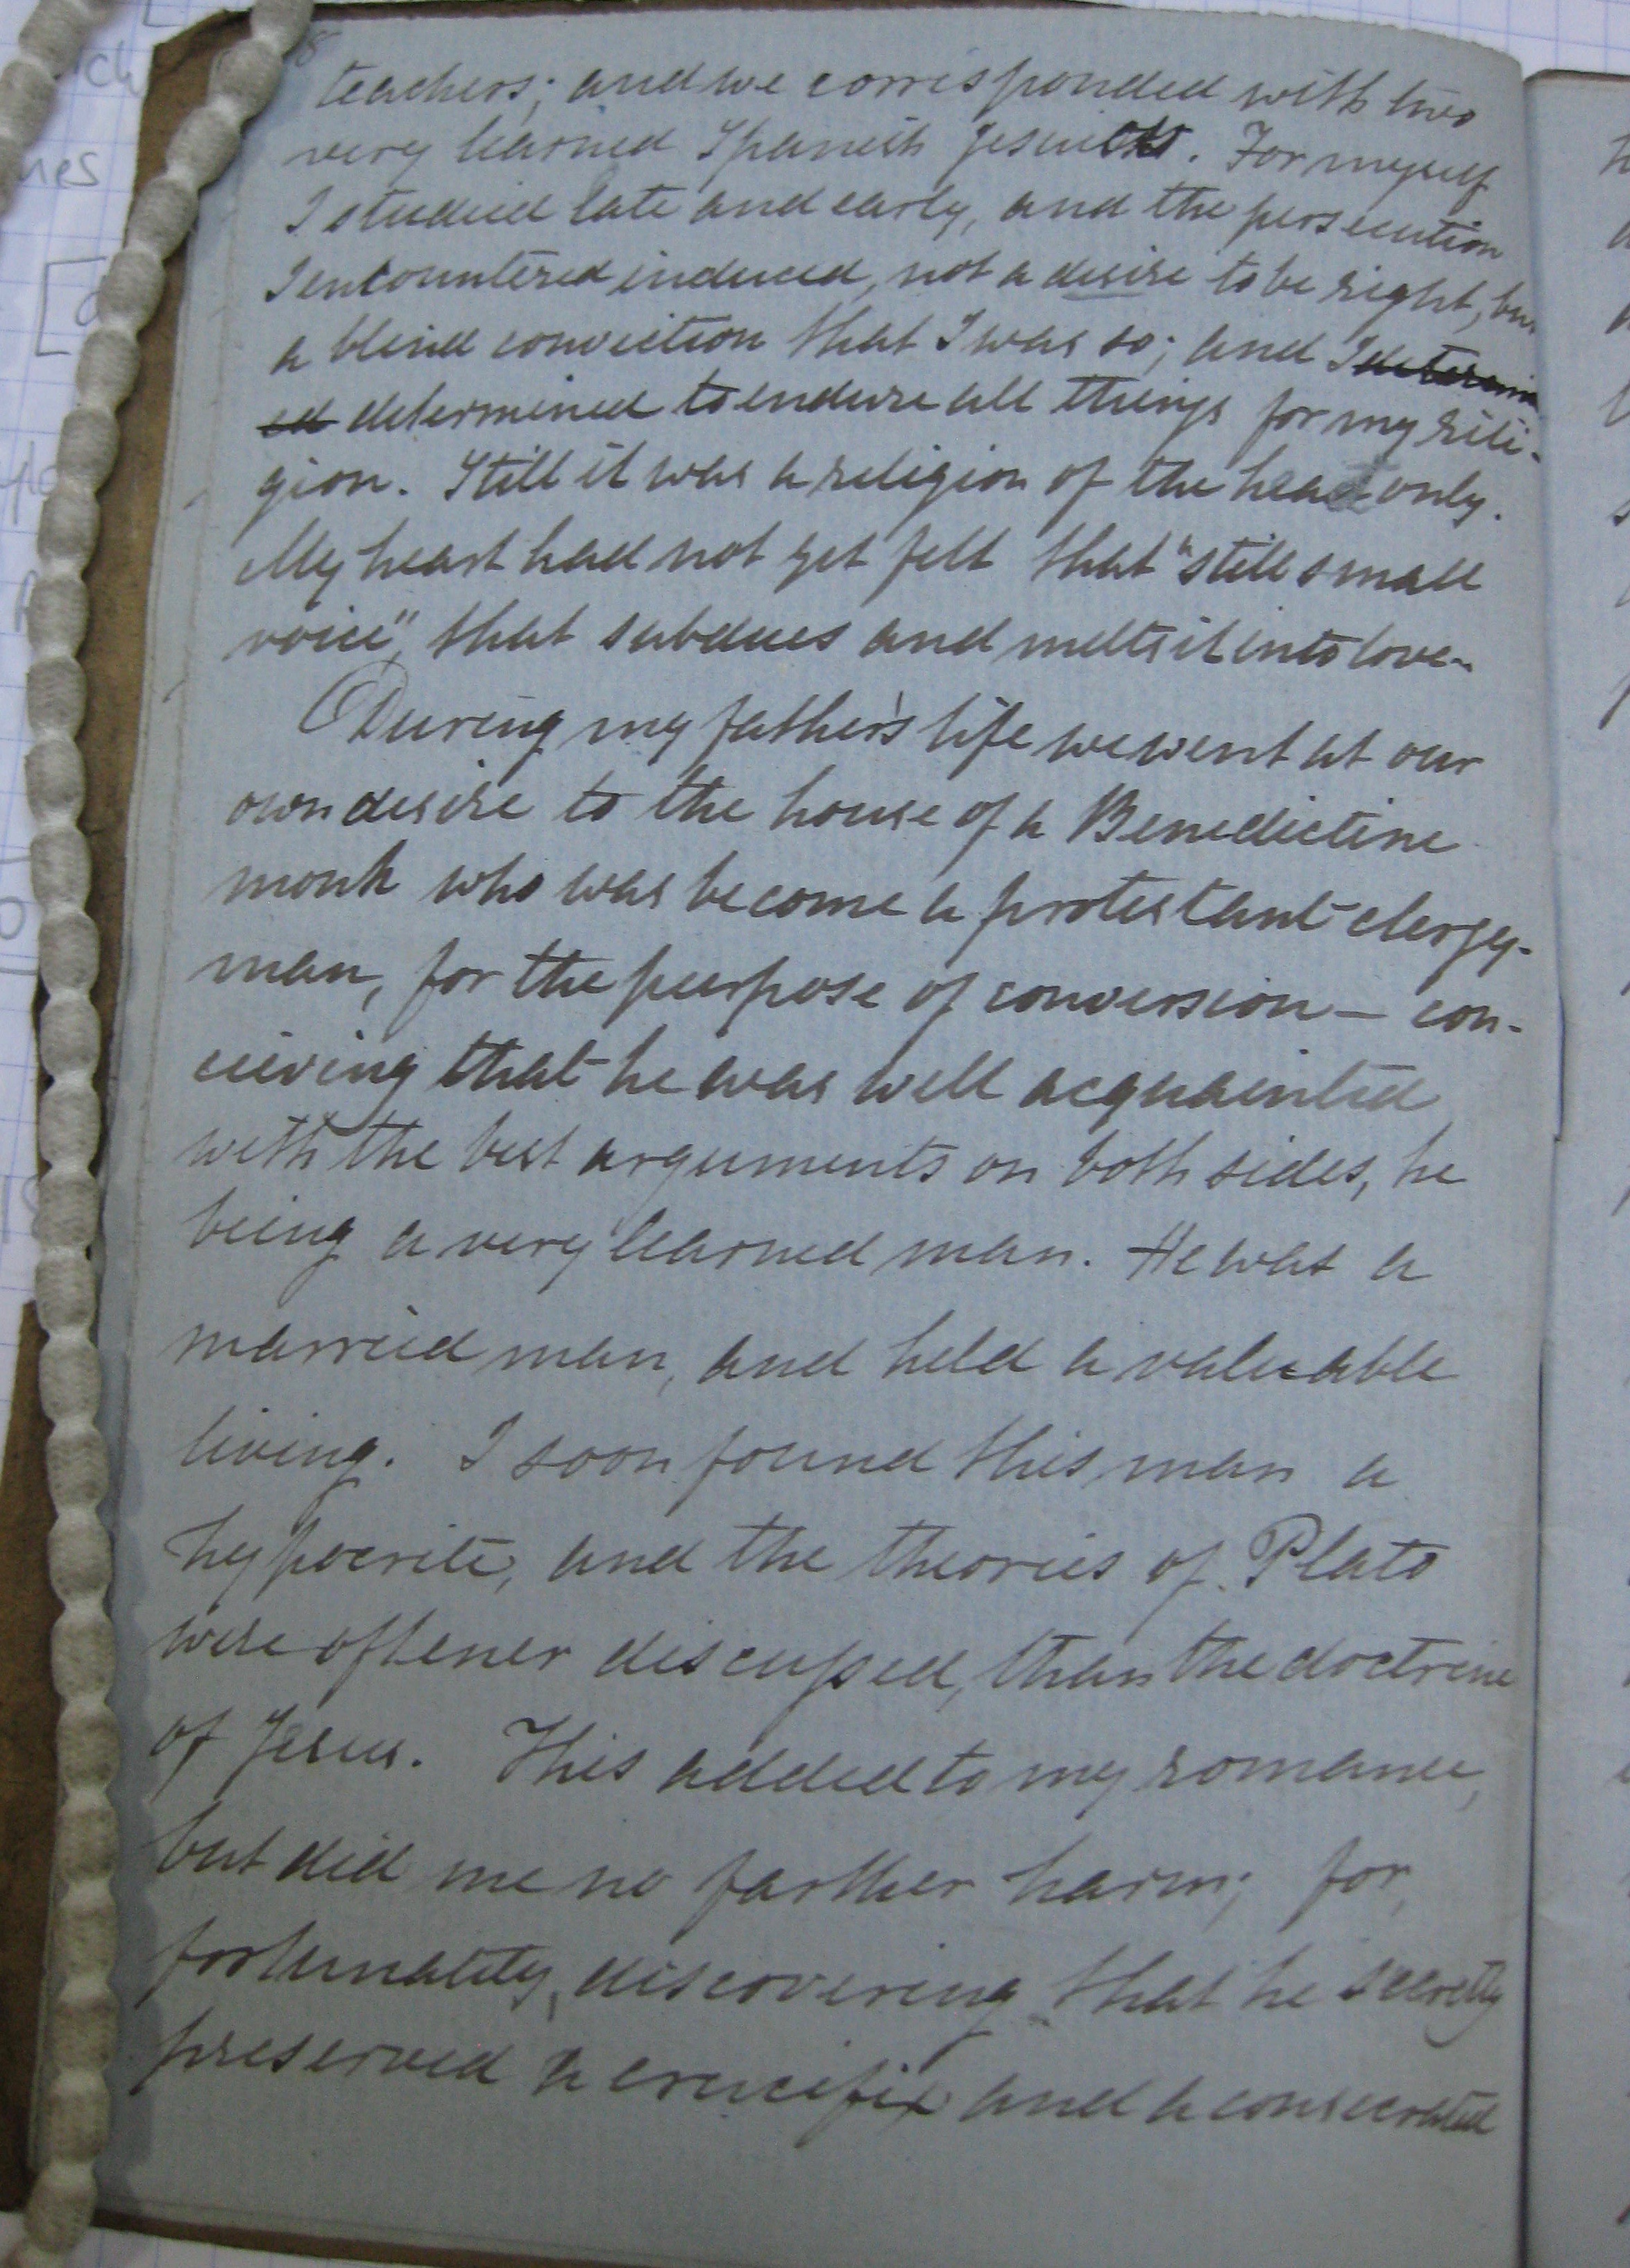 8
teachers; and we corresponded with two
very learned Spanish Jesuits. For myself
I studied late and early, and the persecution
I encountered induced, not a desire to be right, but
a blind conviction that I was so; and I determin
ed determined to endure all things for my reli-
gion. Still it was a religion of the head only.
My heart had not yet felt that "still small
voice", that subdues and melts it into love.
During my father's life we went at our
own desire to the house of a Benedictine
monk who was become a protestant clergy-
man, for the purpose of conversion — con-
ceiving that he was well acquainted
with the best arguments on both sides, he
being a very learned man. He was a
married man, and held a valuable
living. I soon found this man a
hypocrite, and the theories of Plato
were oftener discussed, than the doctrine
of Jesus. This added to my romance,
but did me no farther harm; for,
fortunately, discovering that he secretly
preserved a crucifix and a consecrated